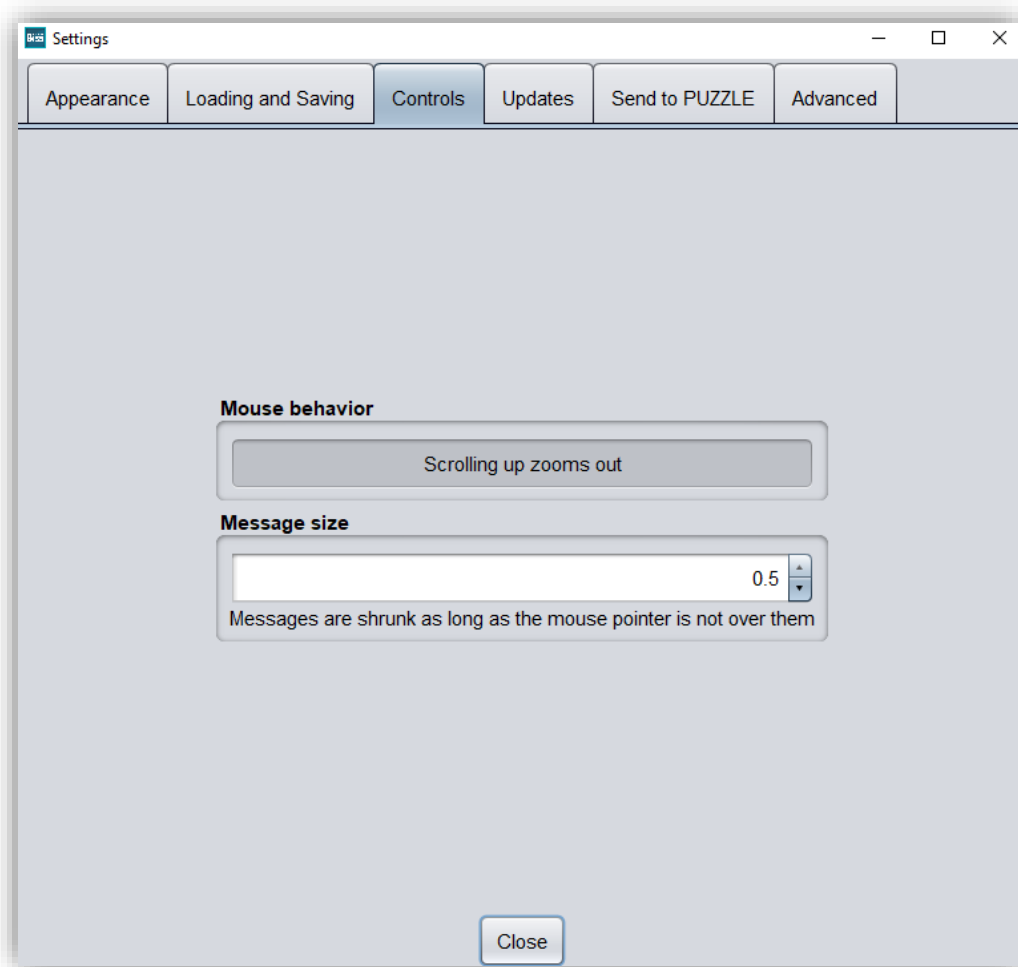 Settings
Appearance Loading and Saving Controls Updates Send to PUZZLE Advanced
Mouse behavior
Scrolling up zooms out
Message size
0.5
Messages are shrunk as long as the mouse pointer is not over them
Close